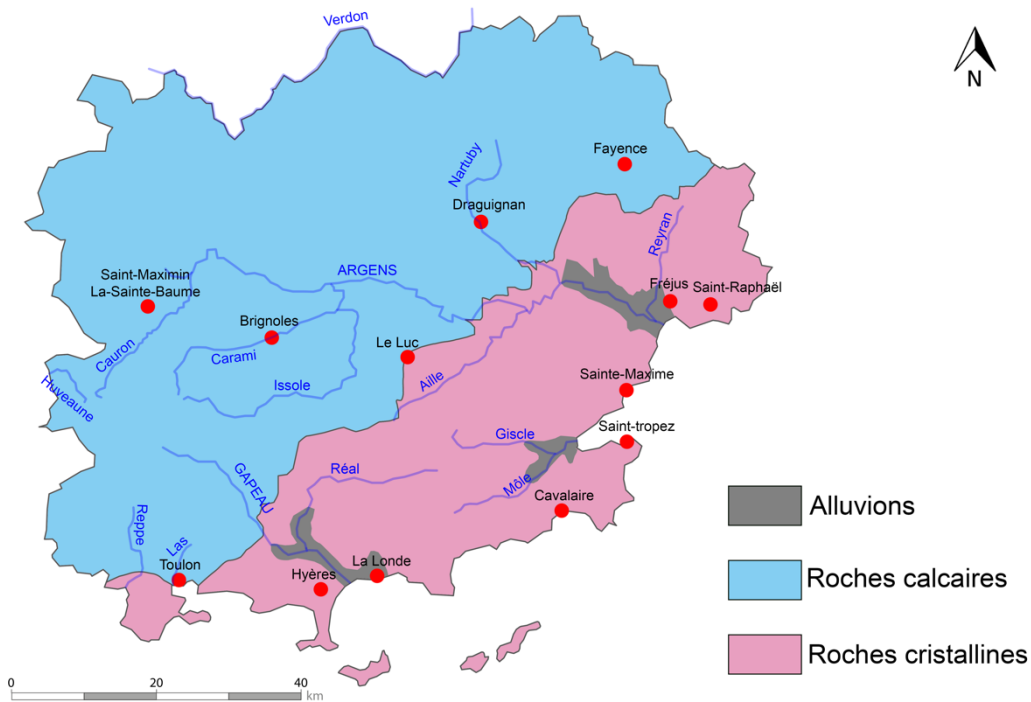 Verdon
N
Nartuby
Fayence
Draguignan
Reyran
ARGENS
Saint-Maximin
La-Sainte-Baume
Fréjus
Saint-Raphaël
Brignoles
Cauron
Carami
Le Luc
Issole
Aille
Huveaune
Sainte-Maxime
Saint-tropez
Giscle
GAPEAU
Réal
Môle
Cavalaire
Reppe
Las
Toulon
La Londe
Hyères
Alluvions
Roches calcaires
Roches cristallines
0
20
40
km